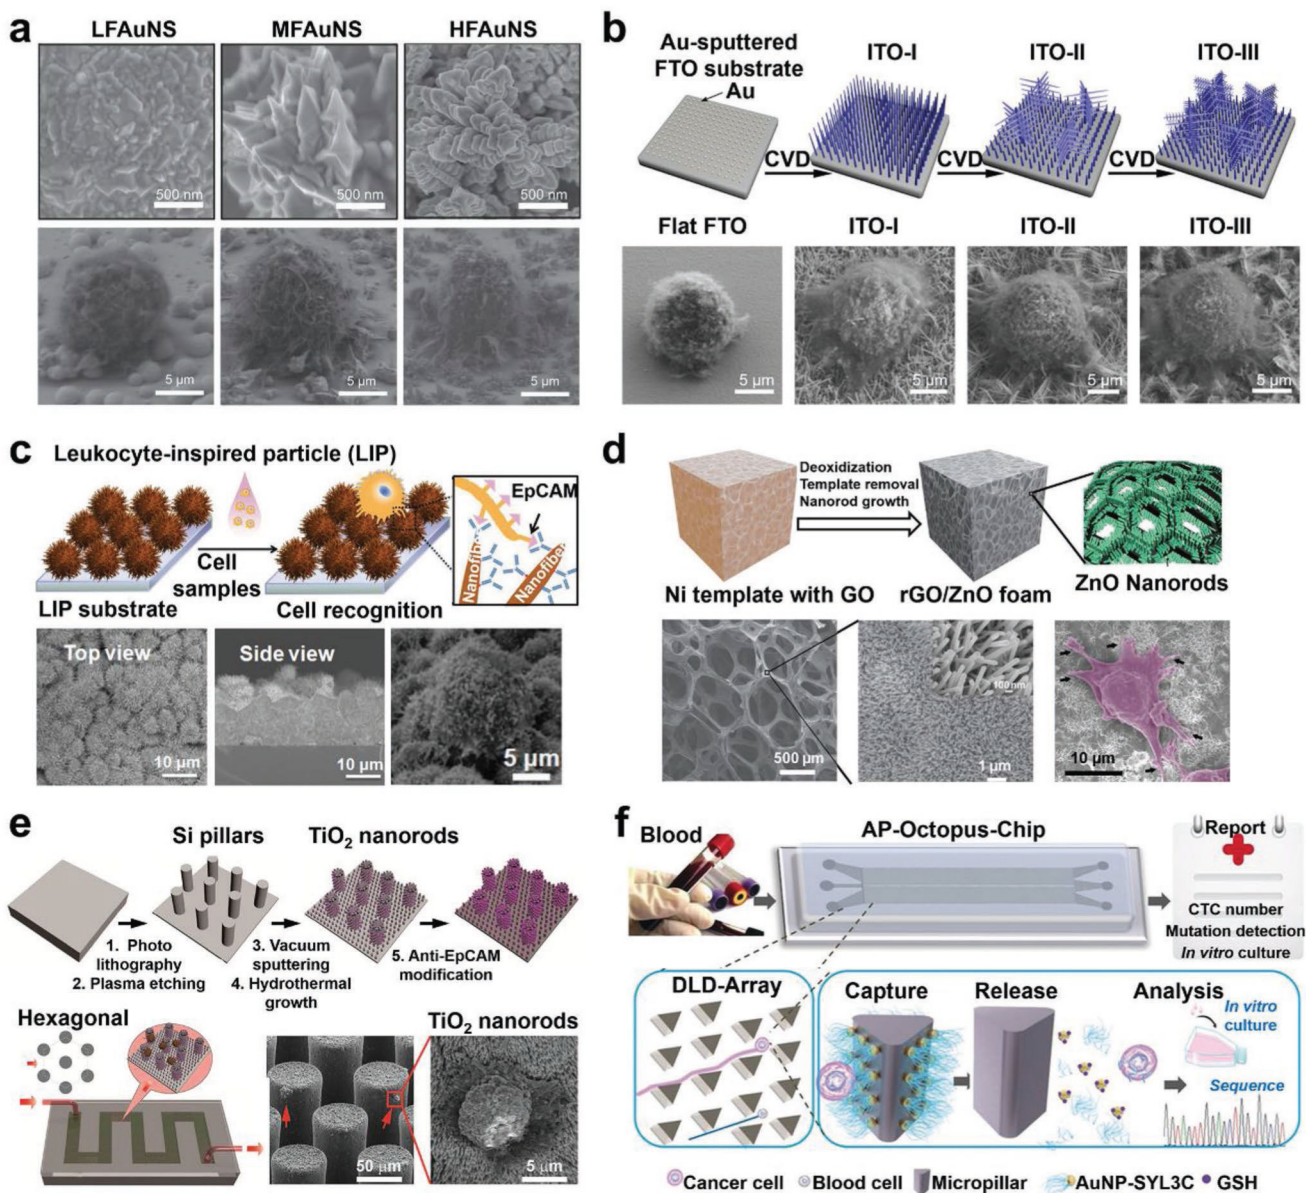 a
LFAuNS
MFAuNS
HFAuNS
500 nm
500 nm
500 nm
5 µm
5 µm
5 µm
b
Au-sputtered
FTO substrate
Au
CVD
ITO-I
CVD
ITO-II
CVD
ITO-III
Flat FTO
ITO-I
ITO-II
ITO-III
5 µm
5 µm
5 µm
5 µm
c
Leukocyte-inspired particle (LIP)
Cell
samples
EpCAM
Nanofiber
Nanofiber
LIP substrate
Cell recognition
Top view
Side view
10 µm
10 µm
5 µm
d
Deoxidization
Template removal
Nanorod growth
Ni template with GO
rGO/ZnO foam
ZnO Nanorods
500 µm
100 nm
1 µm
10 µm
e
Si pillars
TiO₂ nanorods
1. Photo
lithography
2. Plasma etching
3. Vacuum
sputtering
4. Hydrothermal
growth
5. Anti-EpCAM
modification
Hexagonal
TiO₂ nanorods
50 µm
5 µm
f
Blood
AP-Octopus-Chip
Report
CTC number
Mutation detection
In vitro culture
DLD-Array
Capture
Release
Analysis
In vitro
culture
Sequence
Cancer cell
Blood cell
Micropillar
AuNP-SYL3C
GSH